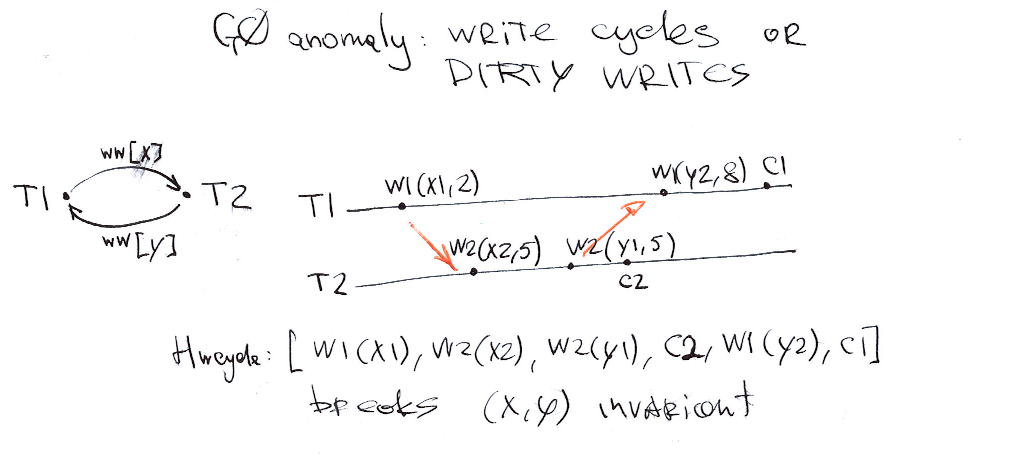 G0 anomaly: WRITE cycles OR
DIRTY WRITES
ww[x]
T1
T2
ww[y]
T1
W1(x1,2)
W1(y2,8)
C1
T2
W2(x2,5)
W2(y1,5)
C2
Hwcycle: [W1(x1), W2(x2), W2(y1), C2, W1(y2), C1]
breaks (x,y) invariant